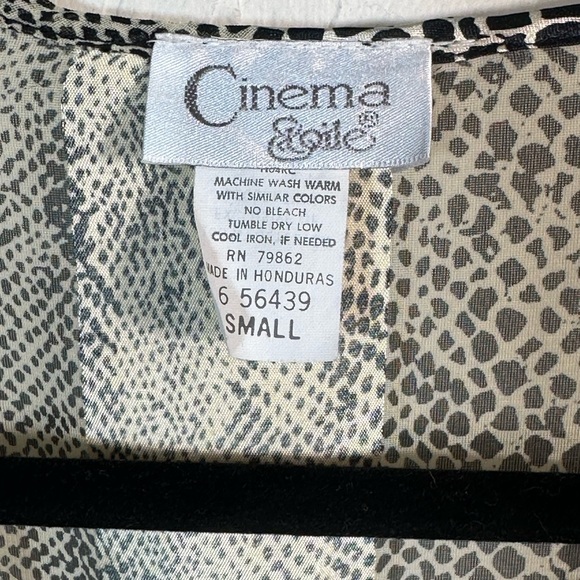 Cinema
Etoile®
MACHINE WASH WARM
WITH SIMILAR COLORS
NO BLEACH
TUMBLE DRY LOW
COOL IRON, IF NEEDED
RN 79862
MADE IN HONDURAS
6 56439
SMALL